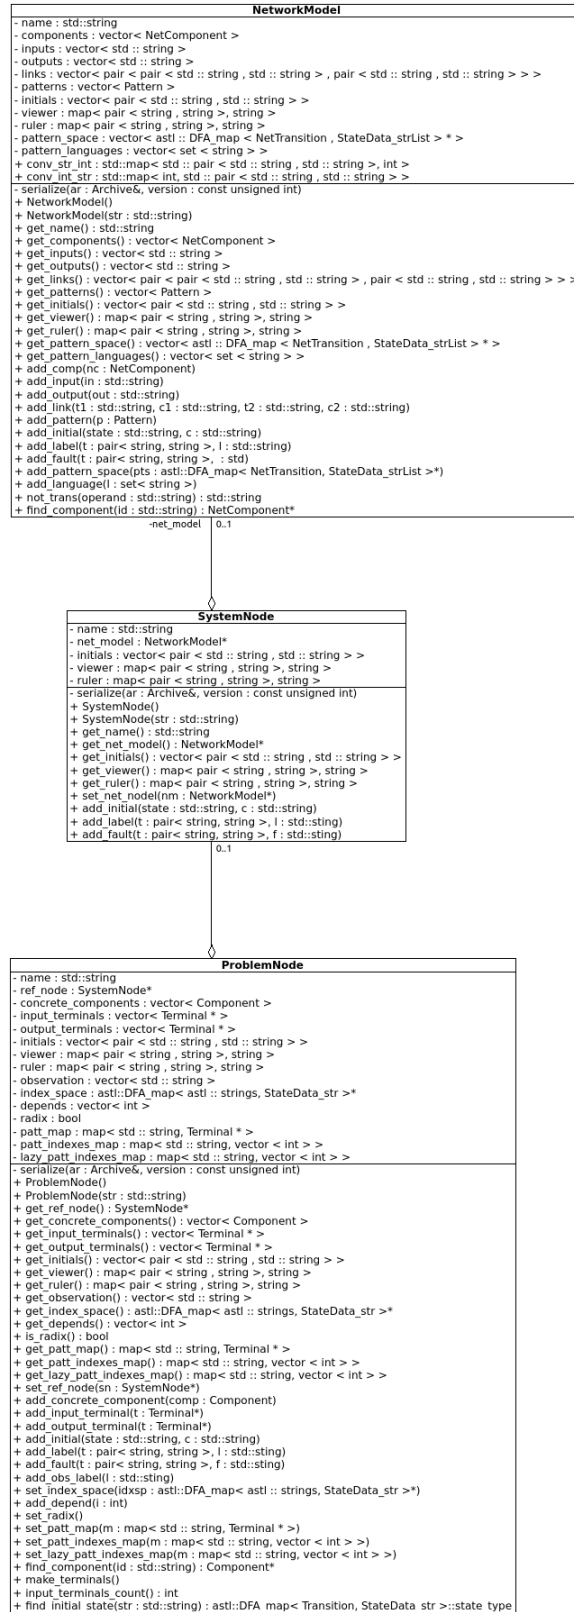 NetworkModel
- name : std::string
- components : vector< NetComponent >
- inputs : vector< std :: string >
- outputs : vector< std :: string >
- links : vector< pair < pair < std :: string , std :: string > , pair < std :: string , std :: string > > >
- patterns : vector< Pattern >
- initials : vector< pair < std :: string , std :: string > >
- viewer : map< pair < string , string >, string >
- ruler : map< pair < string , string >, string >
- pattern_space : vector< astl :: DFA_map < NetTransition , StateData_strList > * >
- pattern_languages : vector< set < string > >
+ conv_str_int : std::map< std :: pair < std :: string , std :: string >, int >
+ conv_int_str : std::map< int, std :: pair < std :: string , std :: string > >
- serialize(ar : Archive&, version : const unsigned int)
+ NetworkModel()
+ NetworkModel(str : std::string)
+ get_name() : std::string
+ get_components() : vector< NetComponent >
+ get_inputs() : vector< std :: string >
+ get_outputs() : vector< std :: string >
+ get_links() : vector< pair < pair < std :: string , std :: string > , pair < std :: string , std :: string > > >
+ get_patterns() : vector< Pattern >
+ get_initials() : vector< pair < std :: string , std :: string > >
+ get_viewer() : map< pair < string , string >, string >
+ get_ruler() : map< pair < string , string >, string >
+ get_pattern_space() : vector< astl :: DFA_map < NetTransition , StateData_strList > * >
+ get_pattern_languages() : vector< set < string > >
+ add_comp(nc : NetComponent)
+ add_input(in : std::string)
+ add_output(out : std::string)
+ add_link(t1 : std::string, c1 : std::string, t2 : std::string, c2 : std::string)
+ add_pattern(p : Pattern)
+ add_initial(state : std::string, c : std::string)
+ add_label(t : pair< string, string >, l : std::string)
+ add_fault(t : pair< string, string >,  : std)
+ add_pattern_space(pts : astl::DFA_map< NetTransition, StateData_strList >*)
+ add_language(l : set< string >)
+ not_trans(operand : std::string) : std::string
+ find_component(id : std::string) : NetComponent*
-net_model 0..1
SystemNode
- name : std::string
- net_model : NetworkModel*
- initials : vector< pair < std :: string , std :: string > >
- viewer : map< pair < string , string >, string >
- ruler : map< pair < string , string >, string >
- serialize(ar : Archive&, version : const unsigned int)
+ SystemNode()
+ SystemNode(str : std::string)
+ get_name() : std::string
+ get_net_model() : NetworkModel*
+ get_initials() : vector< pair < std :: string , std :: string > >
+ get_viewer() : map< pair < string , string >, string >
+ get_ruler() : map< pair < string , string >, string >
+ set_net_nodel(nm : NetworkModel*)
+ add_initial(state : std::string, c : std::string)
+ add_label(t : pair< string, string >, l : std::string)
+ add_fault(t : pair< string, string >, f : std::sting)
0..1
ProblemNode
- name : std::string
- ref_node : SystemNode*
- concrete_components : vector< Component >
- input_terminals : vector< Terminal * >
- output_terminals : vector< Terminal * >
- initials : vector< pair < std :: string , std :: string > >
- viewer : map< pair < string , string >, string >
- ruler : map< pair < string , string >, string >
- observation : vector< std :: string >
- index_space : astl::DFA_map< astl :: strings, StateData_str >*
- depends : vector< int >
- radix : bool
- patt_map : map< std :: string, Terminal * >
- patt_indexes_map : map< std :: string, vector < int > >
- lazy_patt_indexes_map : map< std :: string, vector < int > >
- serialize(ar : Archive&, version : const unsigned int)
+ ProblemNode()
+ ProblemNode(str : std::string)
+ get_ref_node() : SystemNode*
+ get_concrete_components() : vector< Component >
+ get_input_terminals() : vector< Terminal * >
+ get_output_terminals() : vector< Terminal * >
+ get_initials() : vector< pair < std :: string , std :: string > >
+ get_viewer() : map< pair < string , string >, string >
+ get_ruler() : map< pair < string , string >, string >
+ get_observation() : vector< std :: string >
+ get_index_space() : astl::DFA_map< astl :: strings, StateData_str >*
+ get_depends() : vector< int >
+ is_radix() : bool
+ get_patt_map() : map< std :: string, Terminal * >
+ get_patt_indexes_map() : map< std :: string, vector < int > >
+ get_lazy_patt_indexes_map() : map< std :: string, vector < int > >
+ set_ref_node(sn : SystemNode*)
+ add_concrete_component(comp : Component)
+ add_input_terminal(t : Terminal*)
+ add_output_terminal(t : Terminal*)
+ add_initial(state : std::string, c : std::string)
+ add_label(t : pair< string, string >, l : std::sting)
+ add_fault(t : pair< string, string >, f : std::sting)
+ add_obs_label(l : std::sting)
+ set_index_space(idxsp : astl::DFA_map< astl :: strings, StateData_str >*)
+ add_depend(i : int)
+ set_radix()
+ set_patt_map(m : map< std :: string, Terminal * >)
+ set_patt_indexes_map(m : map< std :: string, vector < int > >)
+ set_lazy_patt_indexes_map(m : map< std :: string, vector < int > >)
+ find_component(id : std::string) : Component*
+ make_terminals()
+ input_terminals_count() : int
+ find_initial_state(str : std::string) : astl::DFA_map< Transition, StateData_str >::state_type